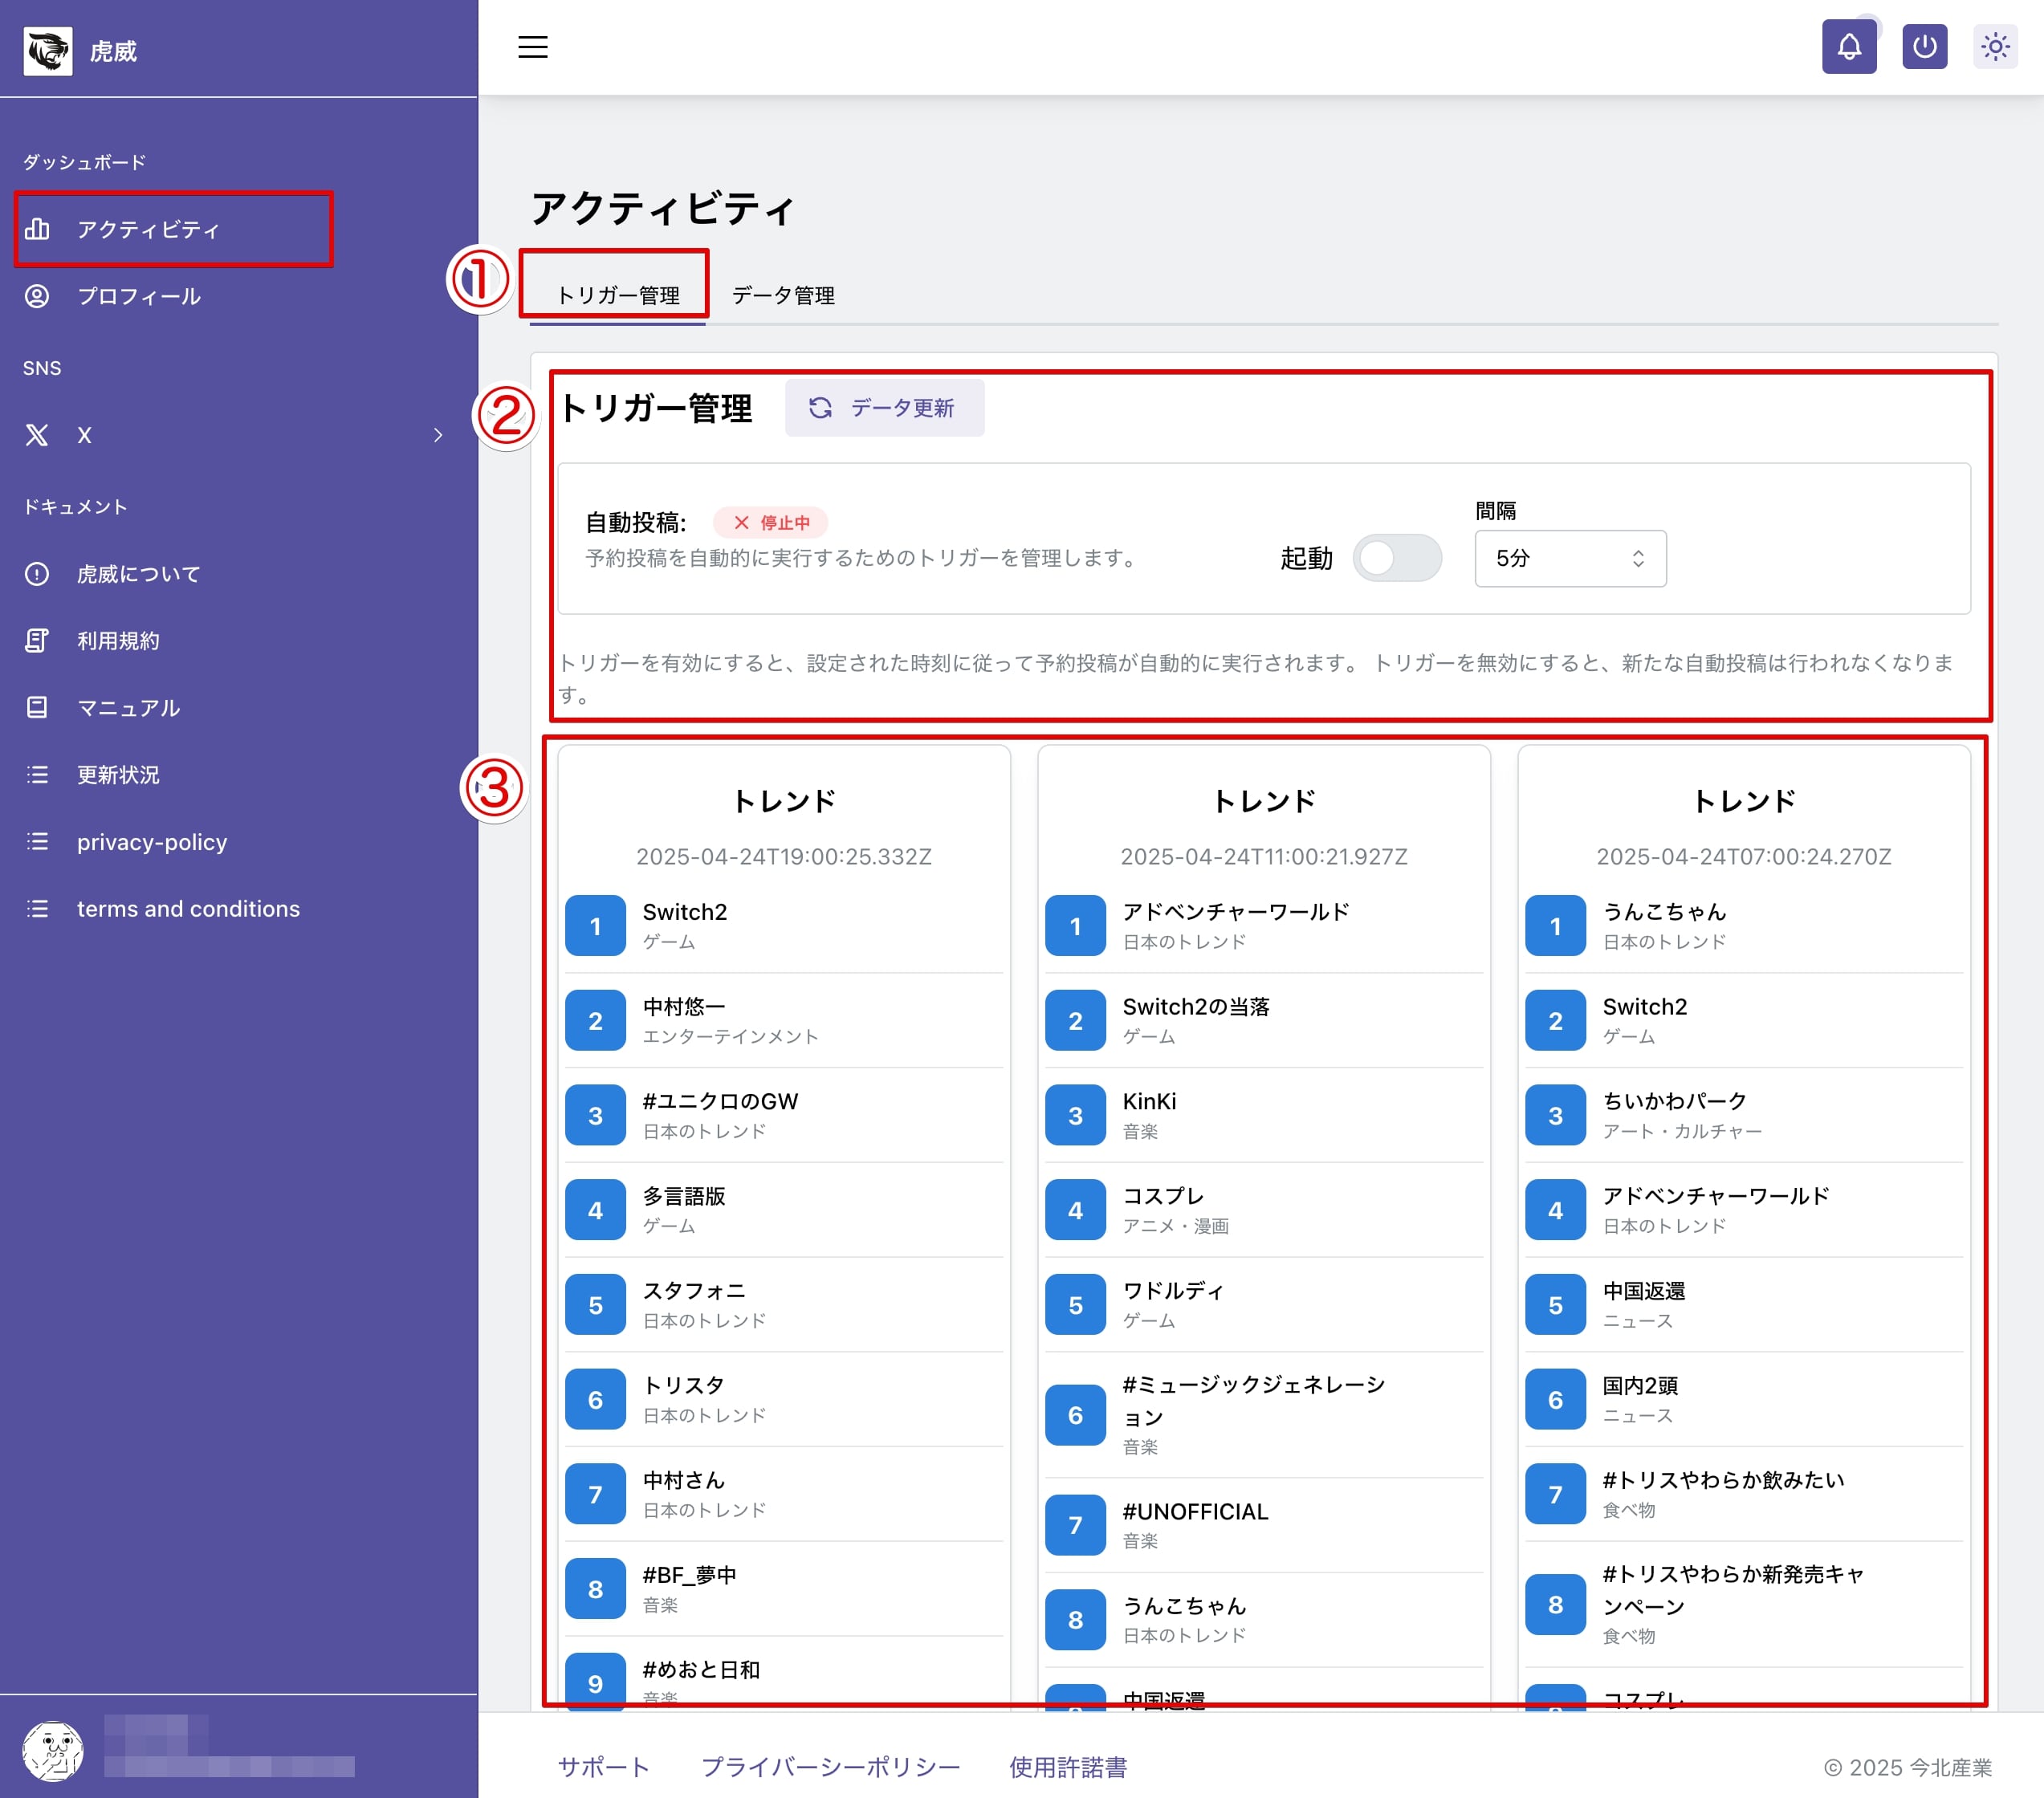 虎威
ダッシュボード
アクティビティ
プロフィール
SNS
X
ドキュメント
虎威について
利用規約
マニュアル
更新状況
privacy-policy
terms and conditions
アクティビティ
①
トリガー管理 データ管理
②
トリガー管理 データ更新
自動投稿: 停止中
予約投稿を自動的に実行するためのトリガーを管理します。
起動
間隔
5分
トリガーを有効にすると、設定された時刻に従って予約投稿が自動的に実行されます。 トリガーを無効にすると、新たな自動投稿は行われなくなりま
す。
③
トレンド
2025-04-24T19:00:25.332Z
1 Switch2
ゲーム
2 中村悠一
エンターテインメント
3 #ユニクロのGW
日本のトレンド
4 多言語版
ゲーム
5 スタフォニ
日本のトレンド
6 トリスタ
日本のトレンド
7 中村さん
日本のトレンド
8 #BF_夢中
音楽
9 #めおと日和
音楽
トレンド
2025-04-24T11:00:21.927Z
1 アドベンチャーワールド
日本のトレンド
2 Switch2の当落
ゲーム
3 KinKi
音楽
4 コスプレ
アニメ・漫画
5 ワドルディ
ゲーム
6 #ミュージックジェネレーシ
ョン
音楽
7 #UNOFFICIAL
音楽
8 うんこちゃん
日本のトレンド
9 中国返還
トレンド
2025-04-24T07:00:24.270Z
1 うんこちゃん
日本のトレンド
2 Switch2
ゲーム
3 ちいかわパーク
アート・カルチャー
4 アドベンチャーワールド
日本のトレンド
5 中国返還
ニュース
6 国内2頭
ニュース
7 #トリスやわらか飲みたい
食べ物
8 #トリスやわらか新発売キャ
ンペーン
食べ物
9 コスプレ
サポート プライバーシーポリシー 使用許諾書
© 2025 今北産業